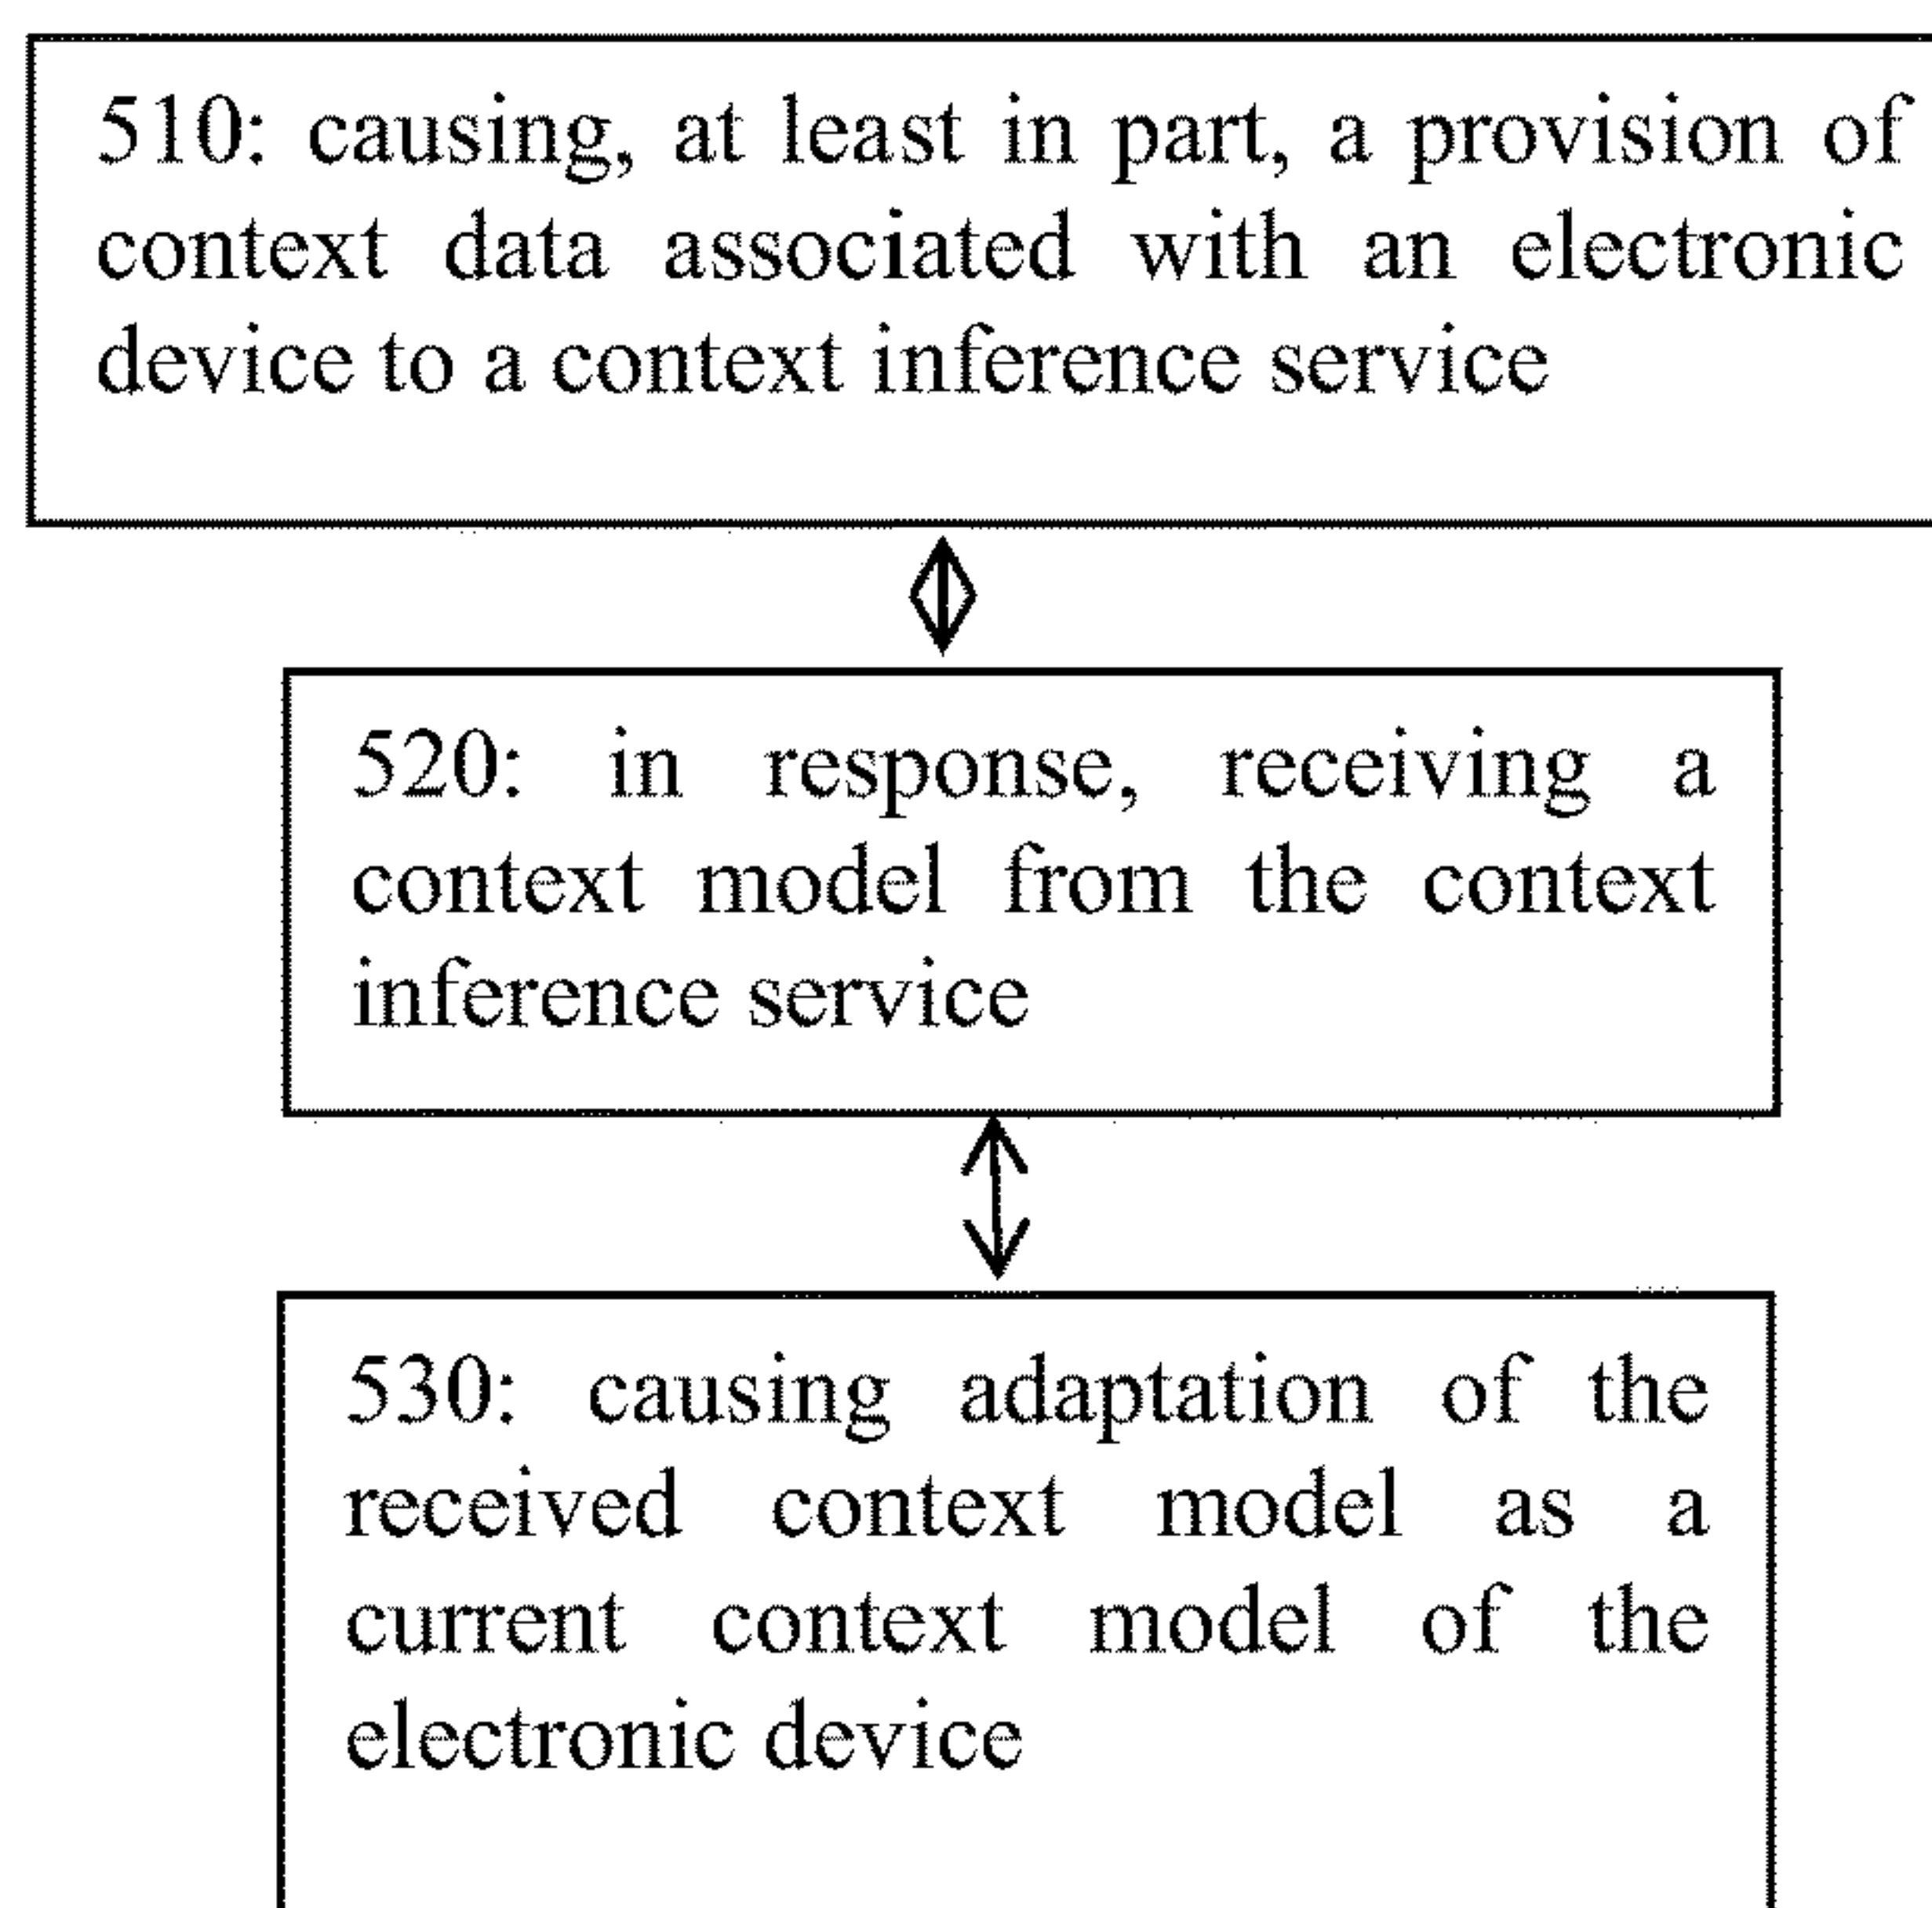 510: causing, at least in part, a provision of
context data associated with an electronic
device to a context inference service
520: in response, receiving a
context model from the context
inference service
530: causing adaptation of the
received context model as a
current context model of the
electronic device